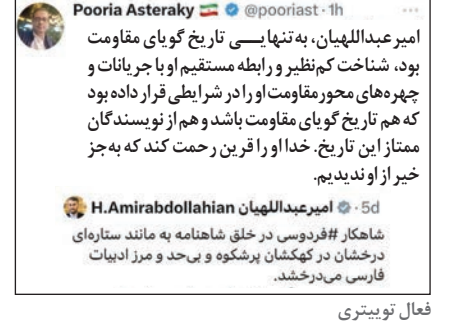 Pooria Asteraky 🇮🇷 @pooriast · 1h ...
امیرعبداللهیان، به‌تنهایـــی تاریخ گویای مقاومت
بود، شناخت کم‌نظیر و رابطه مستقیم او با جریانات و
چهره‌های محور مقاومت او را در شرایطی قرار داده بود
که هم تاریخ گویای مقاومت باشد و هم از نویسندگان
ممتاز این تاریخ. خدا او را قرین رحمت کند که به‌جز
خیر از او ندیدیم.
H.Amirabdollahian امیرعبداللهیان · 5d
شاهکار #فردوسی در خلق شاهنامه به مانند ستاره‌ای
درخشان در کهکشان پرشکوه و بی‌حد و مرز ادبیات
فارسی می‌درخشد.
فعال توییتری